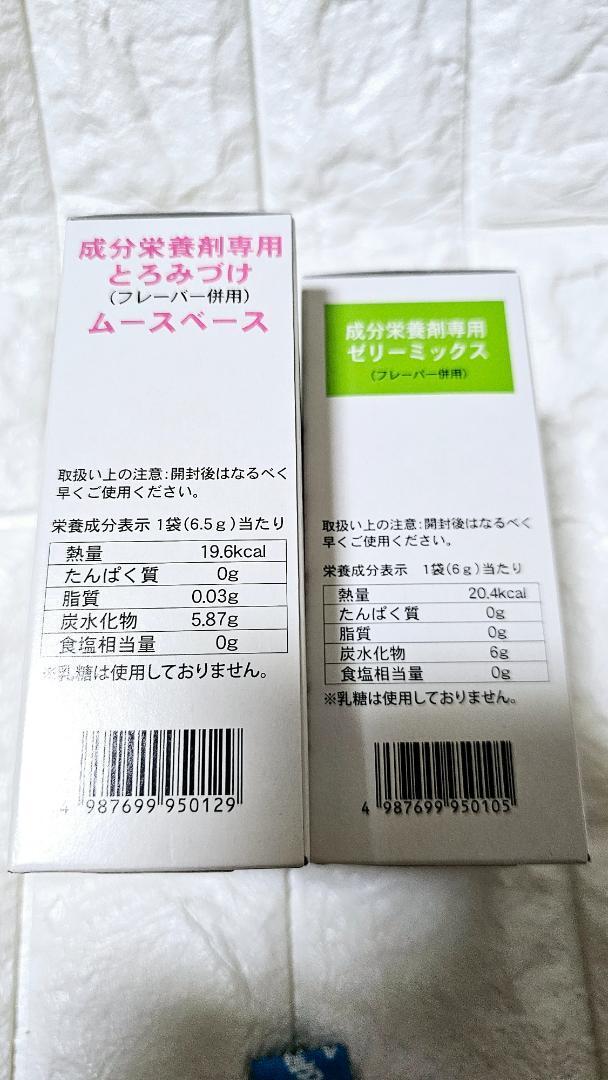 成分栄養剤専用
とろみづけ
(フレーバー併用)
ムースベース
取扱い上の注意:開封後はなるべく
早くご使用ください。
栄養成分表示 1袋(6.5g)当たり
熱量 19.6kcal
たんぱく質 0g
脂質 0.03g
炭水化物 5.87g
食塩相当量 0g
※乳糖は使用しておりません。
4 987699 950129
成分栄養剤専用
ゼリーミックス
(フレーバー併用)
取扱い上の注意:開封後はなるべく
早くご使用ください。
栄養成分表示 1袋(6g)当たり
熱量 20.4kcal
たんぱく質 0g
脂質 0g
炭水化物 6g
食塩相当量 0g
※乳糖は使用しておりません。
4 987699 950105